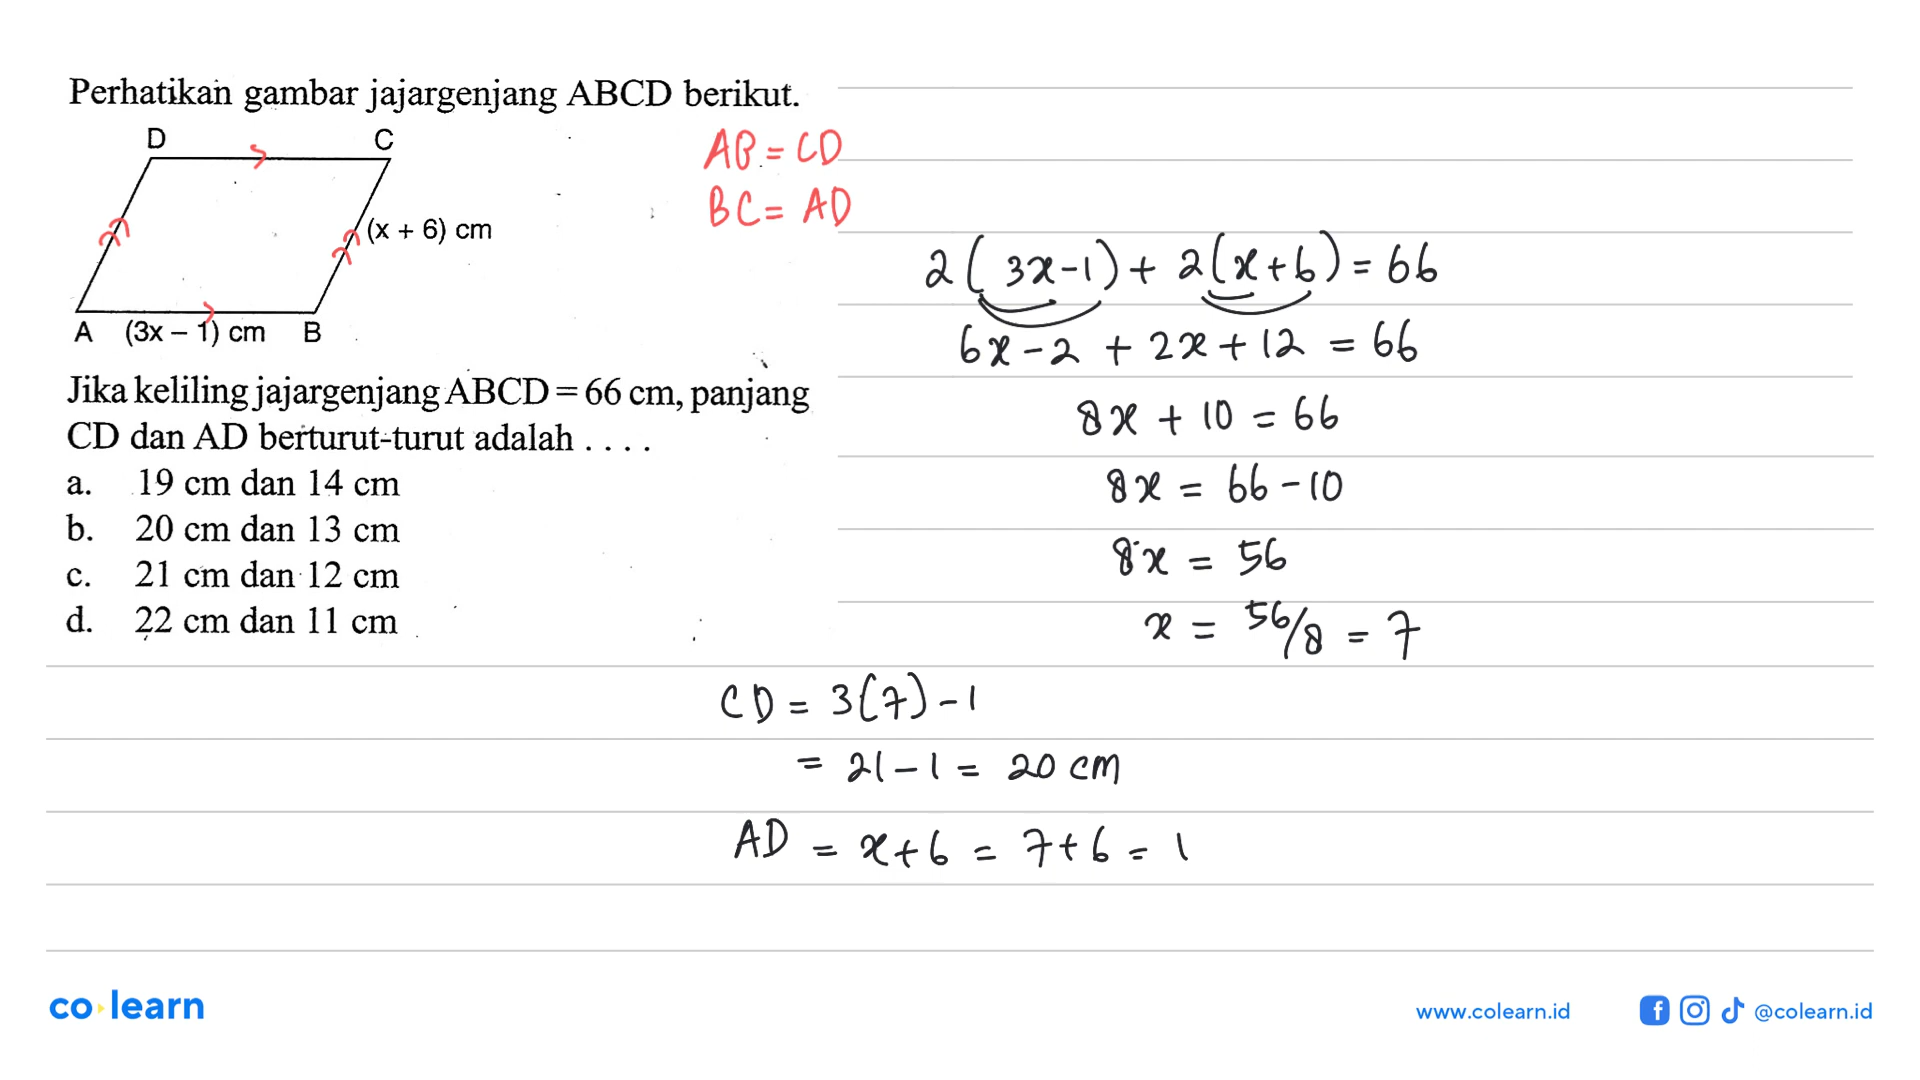 Perhatikan gambar jajargenjang ABCD berikut.
D C
(x + 6) cm
A (3x – 1) cm B
Jika keliling jajargenjang ABCD = 66 cm, panjang
CD dan AD berturut-turut adalah . . . .
a. 19 cm dan 14 cm
b. 20 cm dan 13 cm
c. 21 cm dan 12 cm
d. 22 cm dan 11 cm
AB = CD
BC = AD
2(3x-1) + 2(x+6) = 66
6x-2 + 2x+12 = 66
8x + 10 = 66
8x = 66-10
8x = 56
x = 56/8 = 7
CD = 3(7)-1
= 21-1 = 20 cm
AD = x+6 = 7+6 = 1
co learn
www.colearn.id
@colearn.id